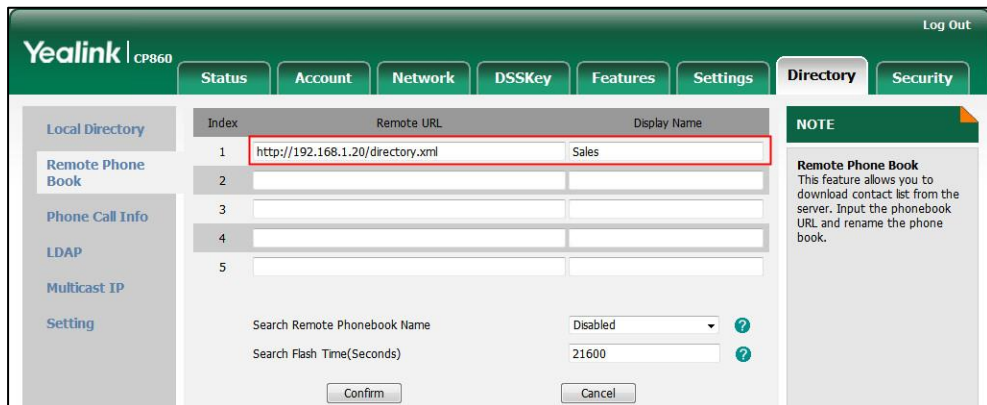 Log Out
Yealink CP860
Status Account Network DSSKey Features Settings Directory Security
Local Directory
Remote Phone
Book
Phone Call Info
LDAP
Multicast IP
Setting
Index Remote URL Display Name
1 http://192.168.1.20/directory.xml Sales
2
3
4
5
Search Remote Phonebook Name Disabled ?
Search Flash Time(Seconds) 21600 ?
Confirm Cancel
NOTE
Remote Phone Book
This feature allows you to
download contact list from the
server. Input the phonebook
URL and rename the phone
book.